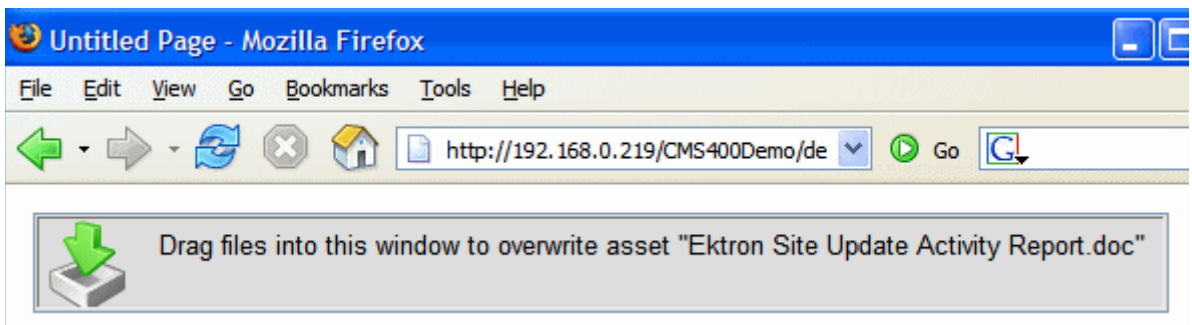 Untitled Page - Mozilla Firefox
File Edit View Go Bookmarks Tools Help
http://192.168.0.219/CMS400Demo/de Go G
Drag files into this window to overwrite asset "Ektron Site Update Activity Report.doc"